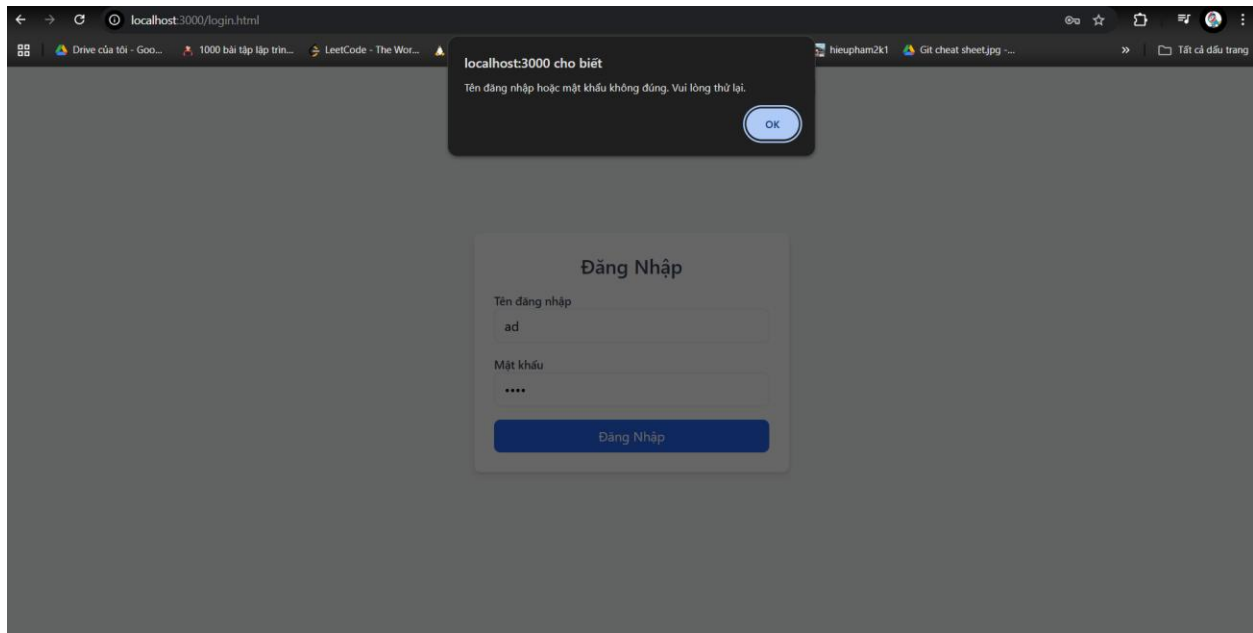 localhost:3000/login.html
Drive của tôi - Goo... 1000 bài tập lập trìn... LeetCode - The Wor... hieupham2k1 Git cheat sheet.jpg -... » Tất cả dấu trang
localhost:3000 cho biết
Tên đăng nhập hoặc mật khẩu không đúng. Vui lòng thử lại.
OK
Đăng Nhập
Tên đăng nhập
ad
Mật khẩu
••••
Đăng Nhập